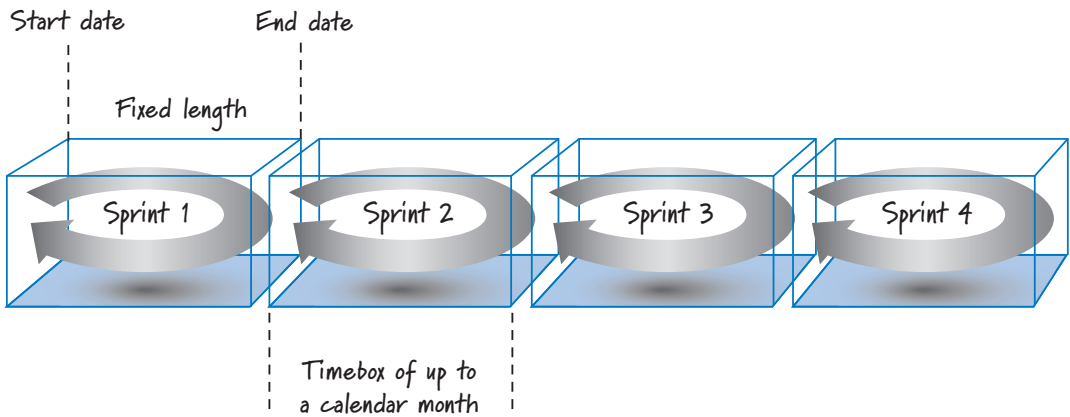 Start date
End date
Fixed length
Sprint 1
Sprint 2
Sprint 3
Sprint 4
Timebox of up to
a calendar month